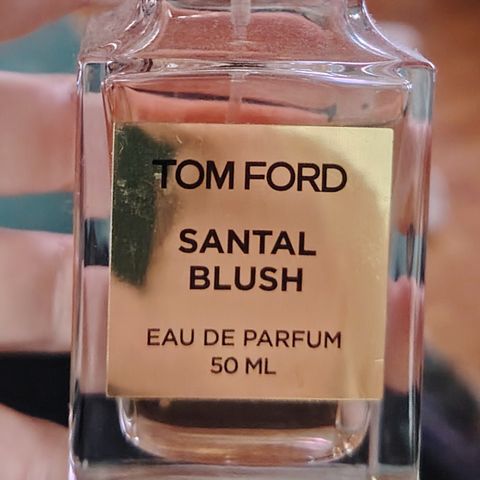 TOM FORD
SANTAL
BLUSH
EAU DE PARFUM
50 ML